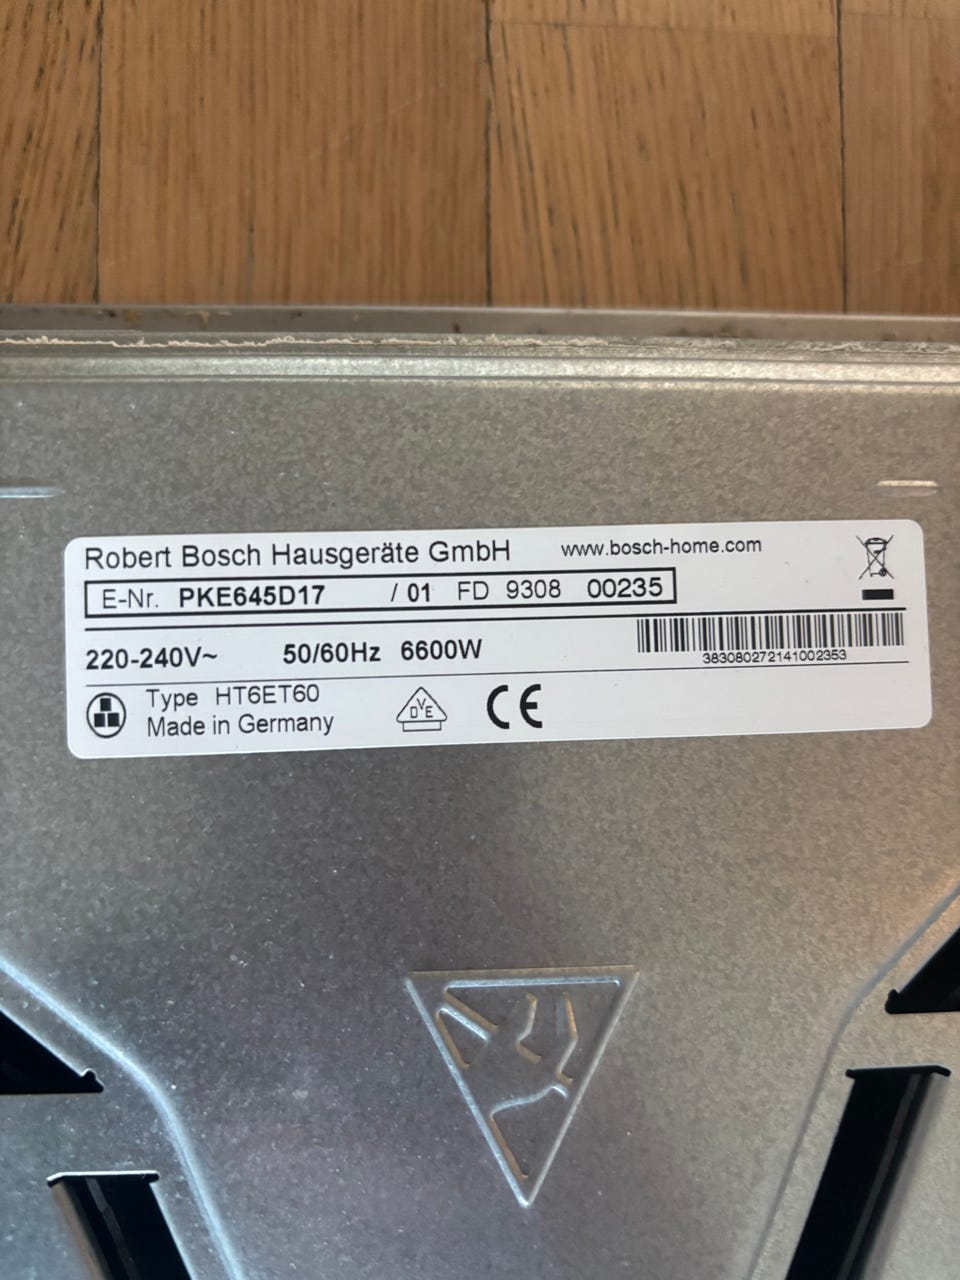 Robert Bosch Hausgeräte GmbH www.bosch-home.com
E-Nr. PKE645D17 / 01 FD 9308 00235
220-240V~ 50/60Hz 6600W
383080272141002353
Type HT6ET60
Made in Germany
DVE CE